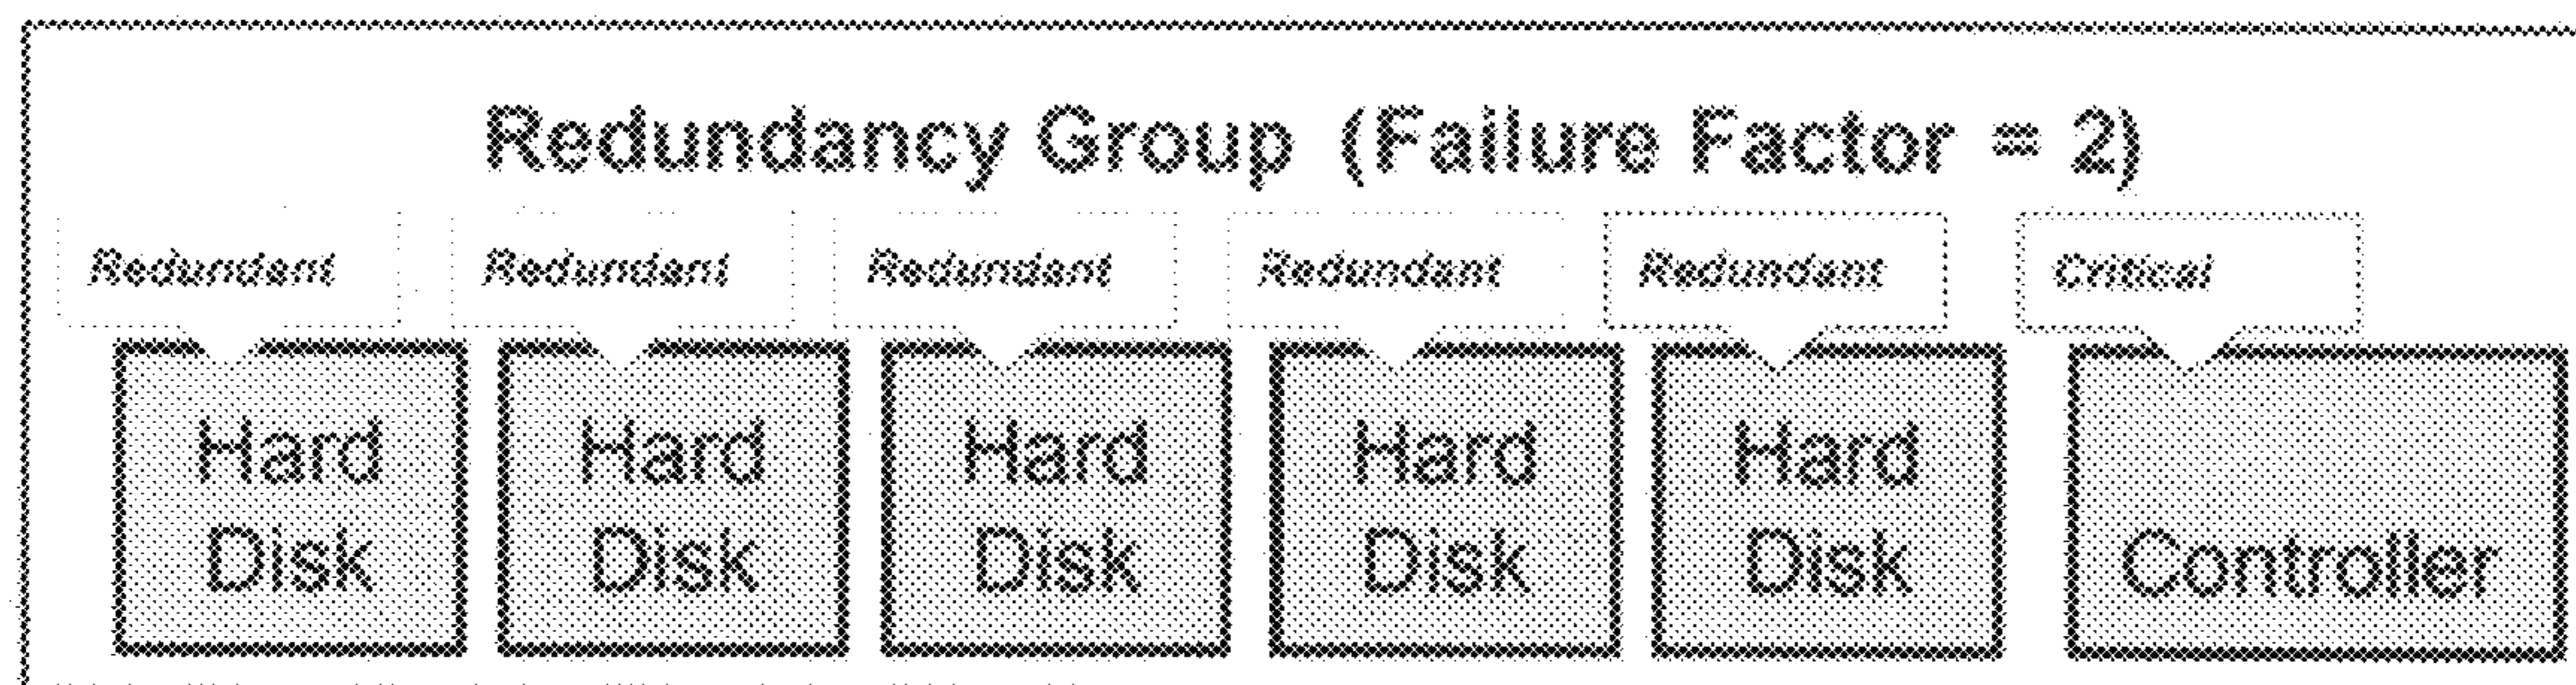 Redundancy Group (Failure Factor = 2)
Redundant Redundant Redundant Redundant Redundant Critical
Hard Hard Hard Hard Hard
Disk Disk Disk Disk Disk Controller